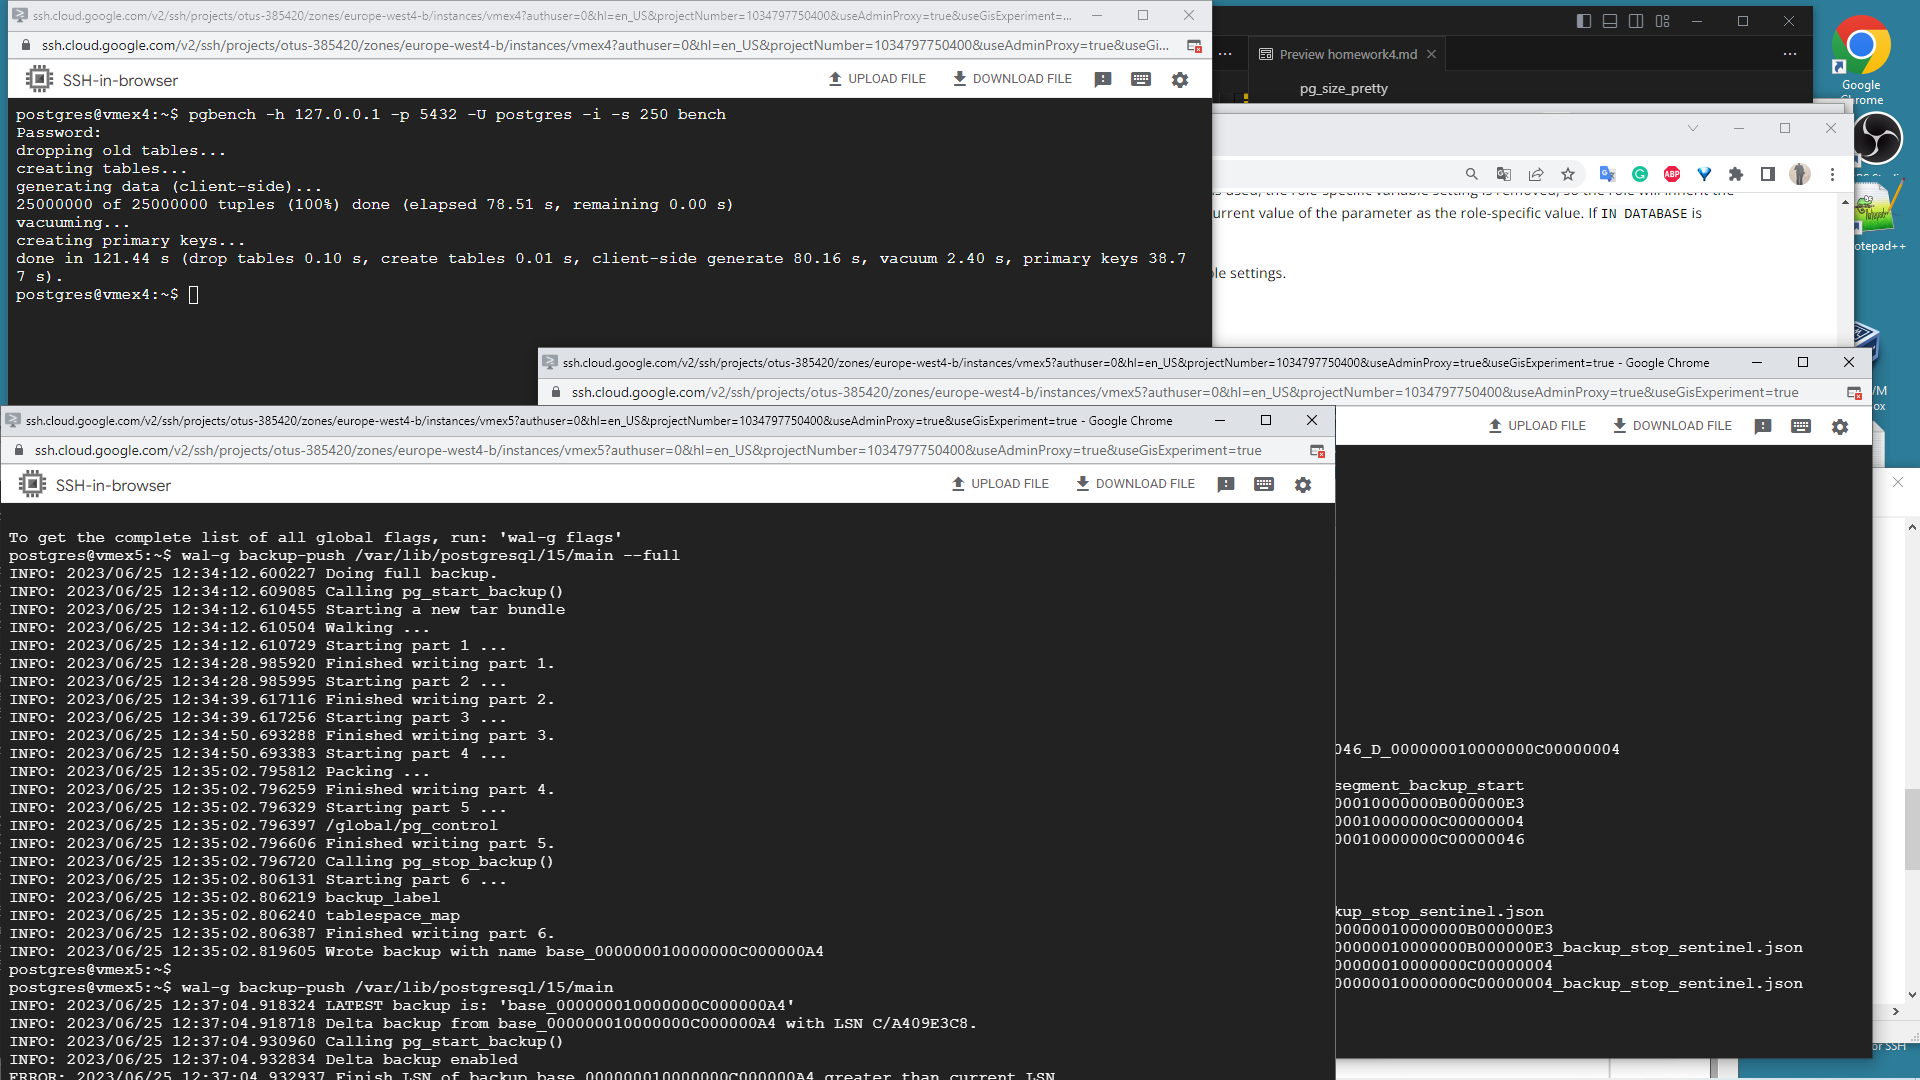 ssh.cloud.google.com/v2/ssh/projects/otus-385420/zones/europe-west4-b/instances/vmex4?authuser=0&hl=en_US&projectNumber=1034797750400&useAdminProxy=true&useGisExperiment=...
ssh.cloud.google.com/v2/ssh/projects/otus-385420/zones/europe-west4-b/instances/vmex4?authuser=0&hl=en_US&projectNumber=1034797750400&useAdminProxy=true&useGi...
SSH-in-browser
UPLOAD FILE
DOWNLOAD FILE
postgres@vmex4:~$ pgbench -h 127.0.0.1 -p 5432 -U postgres -i -s 250 bench
Password:
dropping old tables...
creating tables...
generating data (client-side)...
25000000 of 25000000 tuples (100%) done (elapsed 78.51 s, remaining 0.00 s)
vacuuming...
creating primary keys...
done in 121.44 s (drop tables 0.10 s, create tables 0.01 s, client-side generate 80.16 s, vacuum 2.40 s, primary keys 38.7
7 s).
postgres@vmex4:~$
Preview homework4.md
pg_size_pretty
Google
Chrome
urrent value of the parameter as the role-specific value. If IN DATABASE is
le settings.
ABP
otepad++
ssh.cloud.google.com/v2/ssh/projects/otus-385420/zones/europe-west4-b/instances/vmex5?authuser=0&hl=en_US&projectNumber=1034797750400&useAdminProxy=true&useGisExperiment=true - Google Chrome
ssh.cloud.google.com/v2/ssh/projects/otus-385420/zones/europe-west4-b/instances/vmex5?authuser=0&hl=en_US&projectNumber=1034797750400&useAdminProxy=true&useGisExperiment=true
UPLOAD FILE
DOWNLOAD FILE
046_D_000000010000000C00000004
segment_backup_start
00010000000B000000E3
00010000000C00000004
00010000000C00000046
kup_stop_sentinel.json
00000010000000B000000E3
00000010000000B000000E3_backup_stop_sentinel.json
00000010000000C00000004
00000010000000C00000004_backup_stop_sentinel.json
ssh.cloud.google.com/v2/ssh/projects/otus-385420/zones/europe-west4-b/instances/vmex5?authuser=0&hl=en_US&projectNumber=1034797750400&useAdminProxy=true&useGisExperiment=true - Google Chrome
ssh.cloud.google.com/v2/ssh/projects/otus-385420/zones/europe-west4-b/instances/vmex5?authuser=0&hl=en_US&projectNumber=1034797750400&useAdminProxy=true&useGisExperiment=true
SSH-in-browser
UPLOAD FILE
DOWNLOAD FILE
To get the complete list of all global flags, run: 'wal-g flags'
postgres@vmex5:~$ wal-g backup-push /var/lib/postgresql/15/main --full
INFO: 2023/06/25 12:34:12.600227 Doing full backup.
INFO: 2023/06/25 12:34:12.609085 Calling pg_start_backup()
INFO: 2023/06/25 12:34:12.610455 Starting a new tar bundle
INFO: 2023/06/25 12:34:12.610504 Walking ...
INFO: 2023/06/25 12:34:12.610729 Starting part 1 ...
INFO: 2023/06/25 12:34:28.985920 Finished writing part 1.
INFO: 2023/06/25 12:34:28.985995 Starting part 2 ...
INFO: 2023/06/25 12:34:39.617116 Finished writing part 2.
INFO: 2023/06/25 12:34:39.617256 Starting part 3 ...
INFO: 2023/06/25 12:34:50.693288 Finished writing part 3.
INFO: 2023/06/25 12:34:50.693383 Starting part 4 ...
INFO: 2023/06/25 12:35:02.795812 Packing ...
INFO: 2023/06/25 12:35:02.796259 Finished writing part 4.
INFO: 2023/06/25 12:35:02.796329 Starting part 5 ...
INFO: 2023/06/25 12:35:02.796397 /global/pg_control
INFO: 2023/06/25 12:35:02.796606 Finished writing part 5.
INFO: 2023/06/25 12:35:02.796720 Calling pg_stop_backup()
INFO: 2023/06/25 12:35:02.806131 Starting part 6 ...
INFO: 2023/06/25 12:35:02.806219 backup_label
INFO: 2023/06/25 12:35:02.806240 tablespace_map
INFO: 2023/06/25 12:35:02.806387 Finished writing part 6.
INFO: 2023/06/25 12:35:02.819605 Wrote backup with name base_000000010000000C000000A4
postgres@vmex5:~$
postgres@vmex5:~$ wal-g backup-push /var/lib/postgresql/15/main
INFO: 2023/06/25 12:37:04.918324 LATEST backup is: 'base_000000010000000C000000A4'
INFO: 2023/06/25 12:37:04.918718 Delta backup from base_000000010000000C000000A4 with LSN C/A409E3C8.
INFO: 2023/06/25 12:37:04.930960 Calling pg_start_backup()
INFO: 2023/06/25 12:37:04.932834 Delta backup enabled
ERROR: 2023/06/25 12:37:04.932937 Finish LSN of backup base_000000010000000C000000A4 greater than current LSN